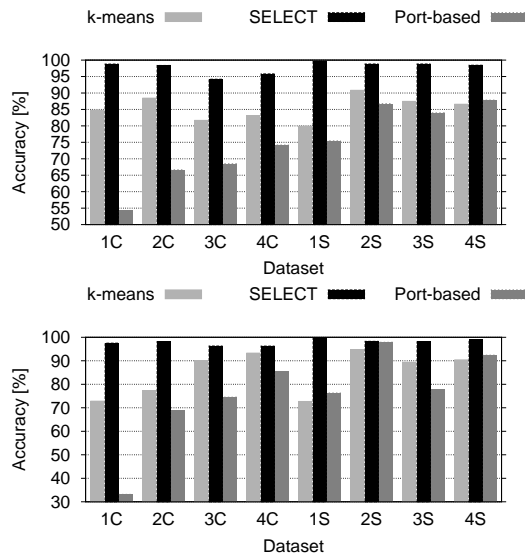 k-means SELECT Port-based
100
95
90
85
80
75
70
65
60
55
50
Accuracy [%]
1C 2C 3C 4C 1S 2S 3S 4S
Dataset
k-means SELECT Port-based
100
90
80
70
60
50
40
30
Accuracy [%]
1C 2C 3C 4C 1S 2S 3S 4S
Dataset